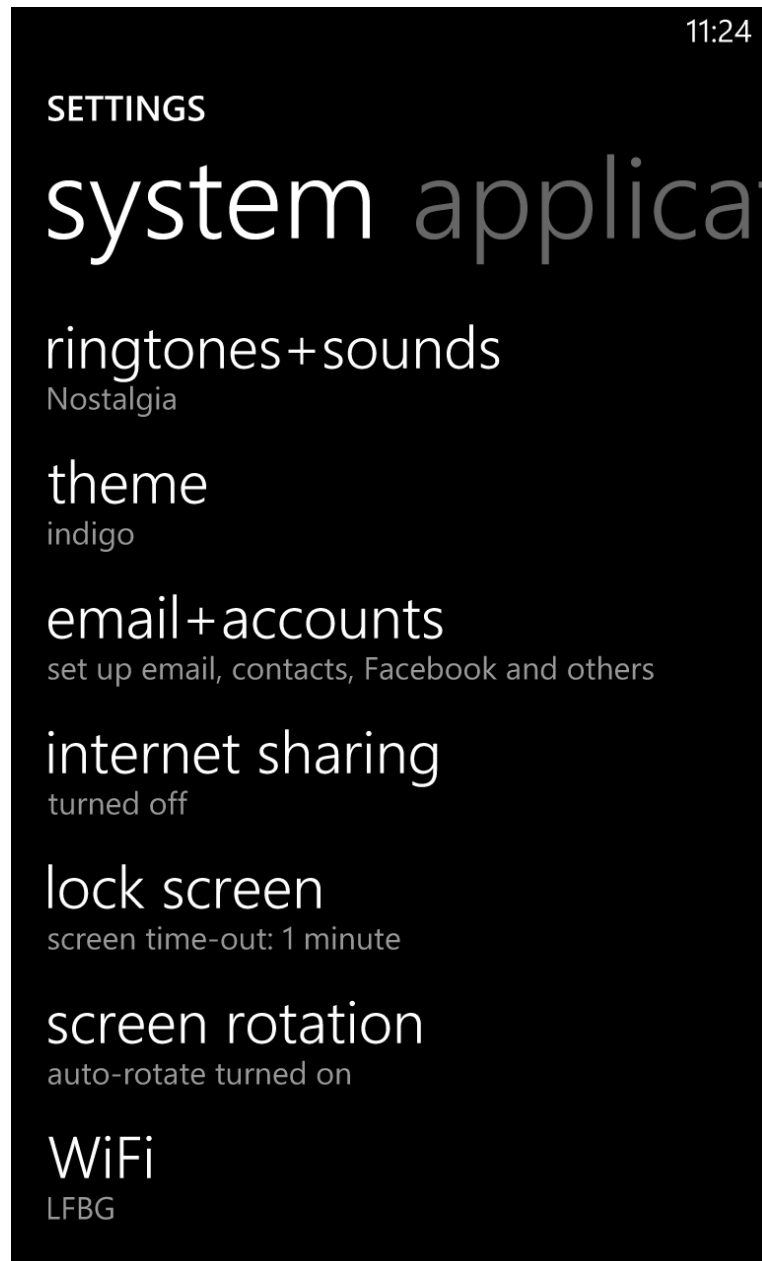 11:24
SETTINGS
system applicat
ringtones+sounds
Nostalgia
theme
indigo
email+accounts
set up email, contacts, Facebook and others
internet sharing
turned off
lock screen
screen time-out: 1 minute
screen rotation
auto-rotate turned on
WiFi
LFBG